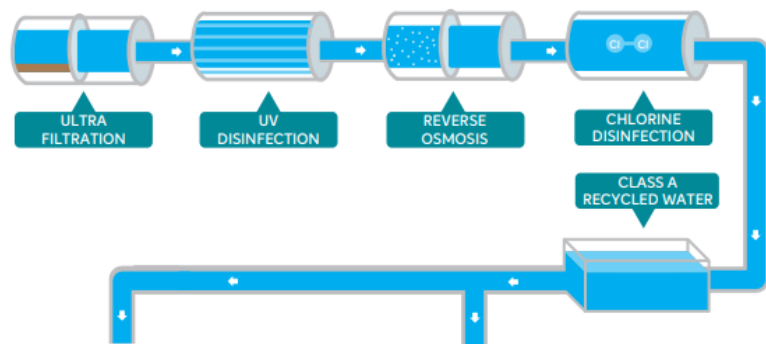 Cl Cl
ULTRA
FILTRATION
UV
DISINFECTION
REVERSE
OSMOSIS
CHLORINE
DISINFECTION
CLASS A
RECYCLED WATER